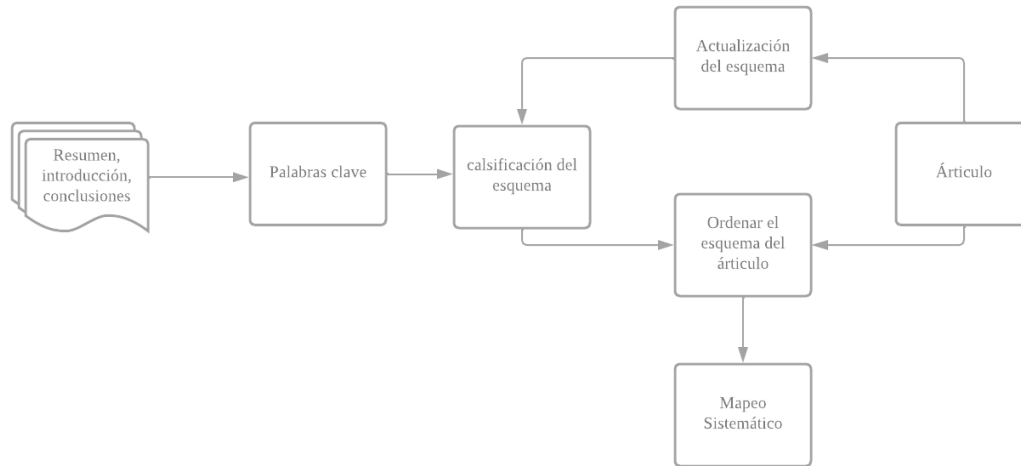 Resumen,
introducción,
conclusiones
Palabras clave
calsificación del
esquema
Actualización
del esquema
Ordenar el
esquema del
árticulo
Árticulo
Mapeo
Sistemático